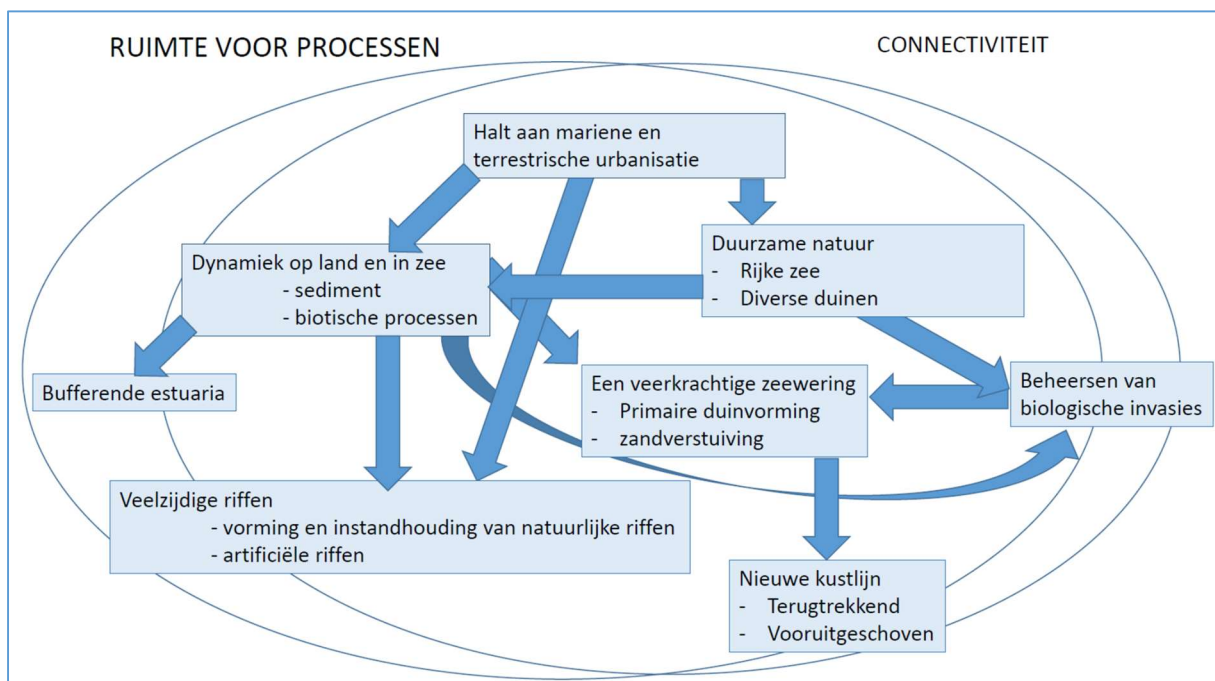 RUIMTE VOOR PROCESSEN
CONNECTIVITEIT
Halt aan mariene en
terrestrische urbanisatie
Duurzame natuur
- Rijke zee
- Diverse duinen
Dynamiek op land en in zee
- sediment
- biotische processen
Bufferende estuaria
Een veerkrachtige zeewering
- Primaire duinvorming
- zandverstuiving
Beheersen van
biologische invasies
Veelzijdige riffen
- vorming en instandhouding van natuurlijke riffen
- artificiële riffen
Nieuwe kustlijn
- Terugtrekkend
- Vooruitgeschoven